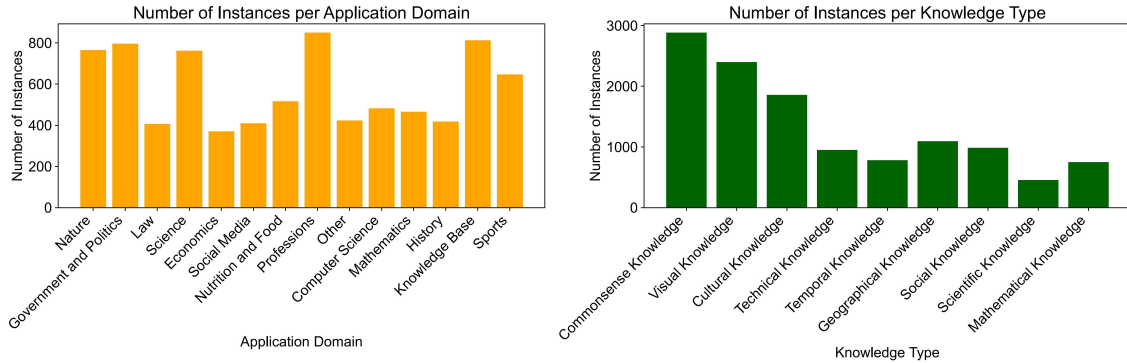 Number of Instances per Application Domain
Number of Instances
800
600
400
200
0
Nature
Government and Politics
Law
Science
Economics
Social Media
Nutrition and Food
Professions
Other
Computer Science
Mathematics
History
Knowledge Base
Sports
Application Domain
Number of Instances per Knowledge Type
Number of Instances
3000
2000
1000
0
Commonsense Knowledge
Visual Knowledge
Cultural Knowledge
Technical Knowledge
Temporal Knowledge
Geographical Knowledge
Social Knowledge
Scientific Knowledge
Mathematical Knowledge
Knowledge Type